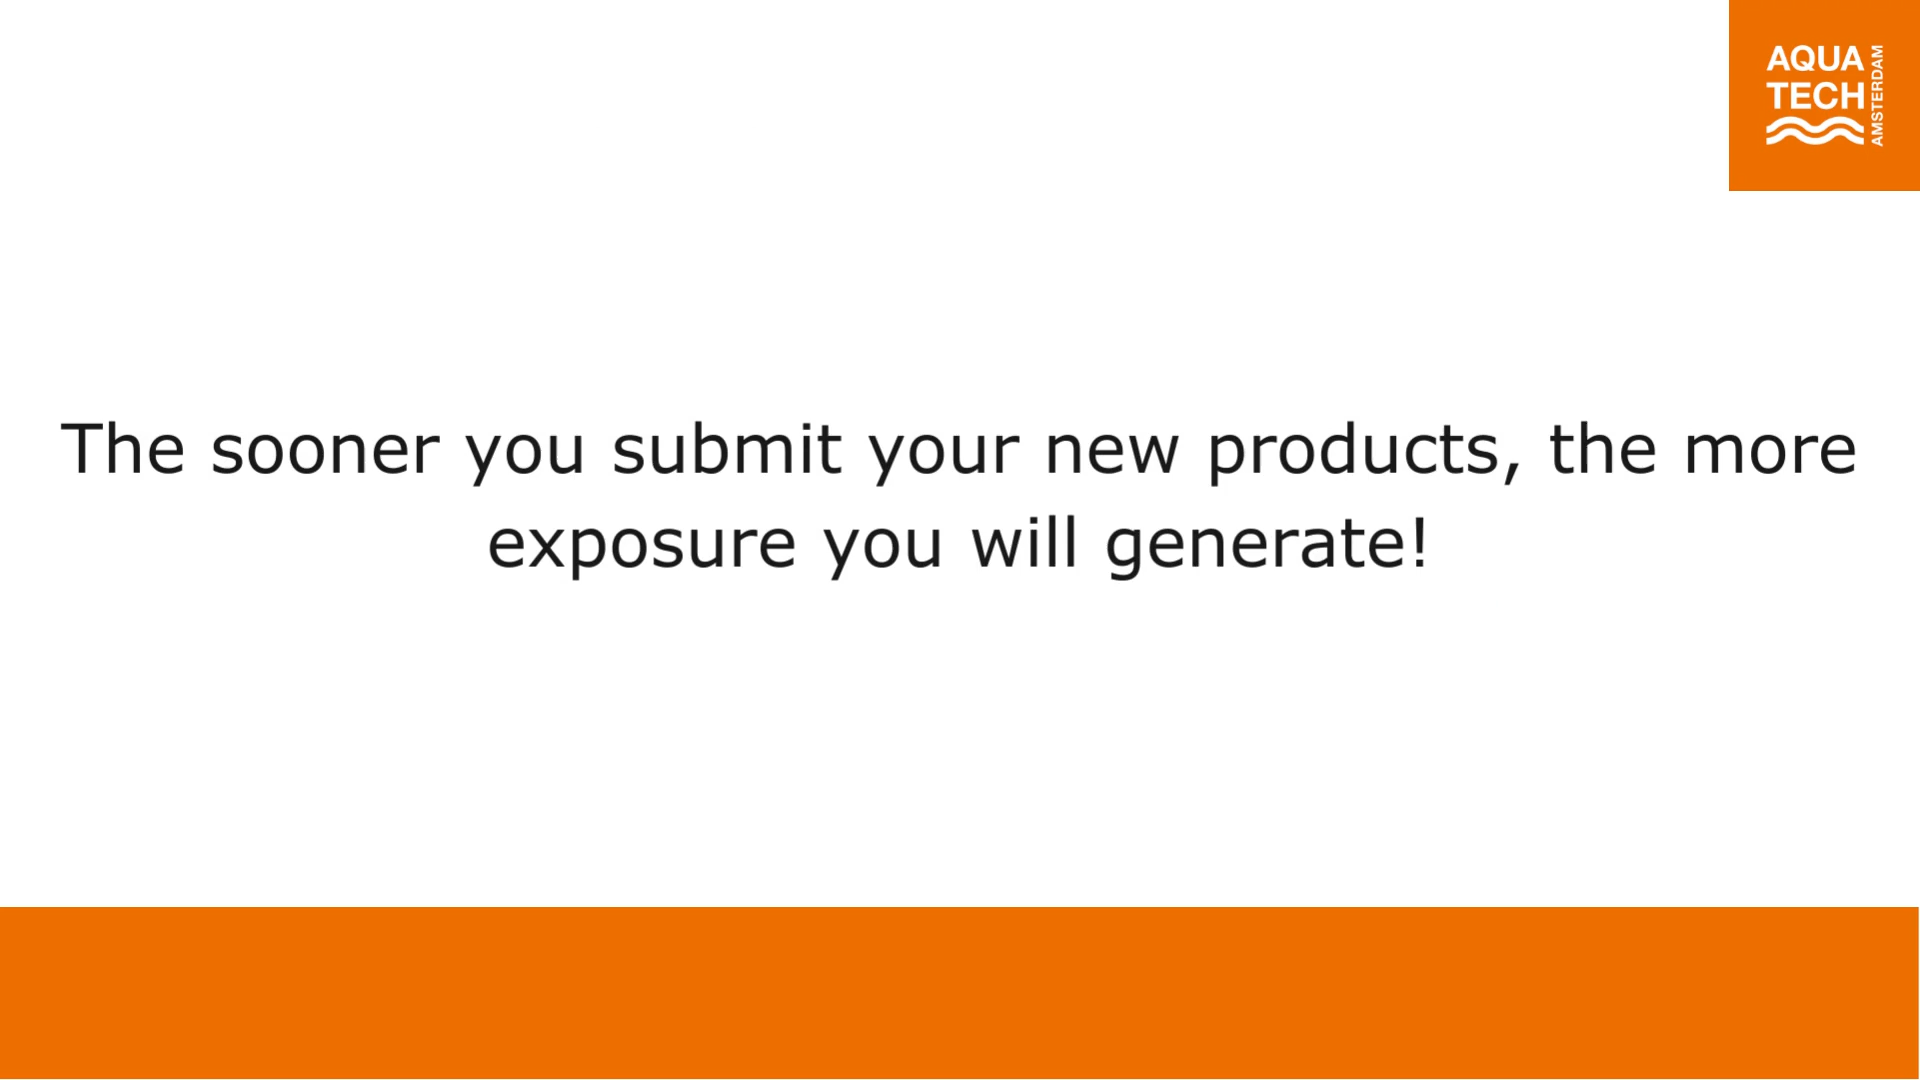 AQUA
TECH
AMSTERDAM
The sooner you submit your new products, the more
exposure you will generate!